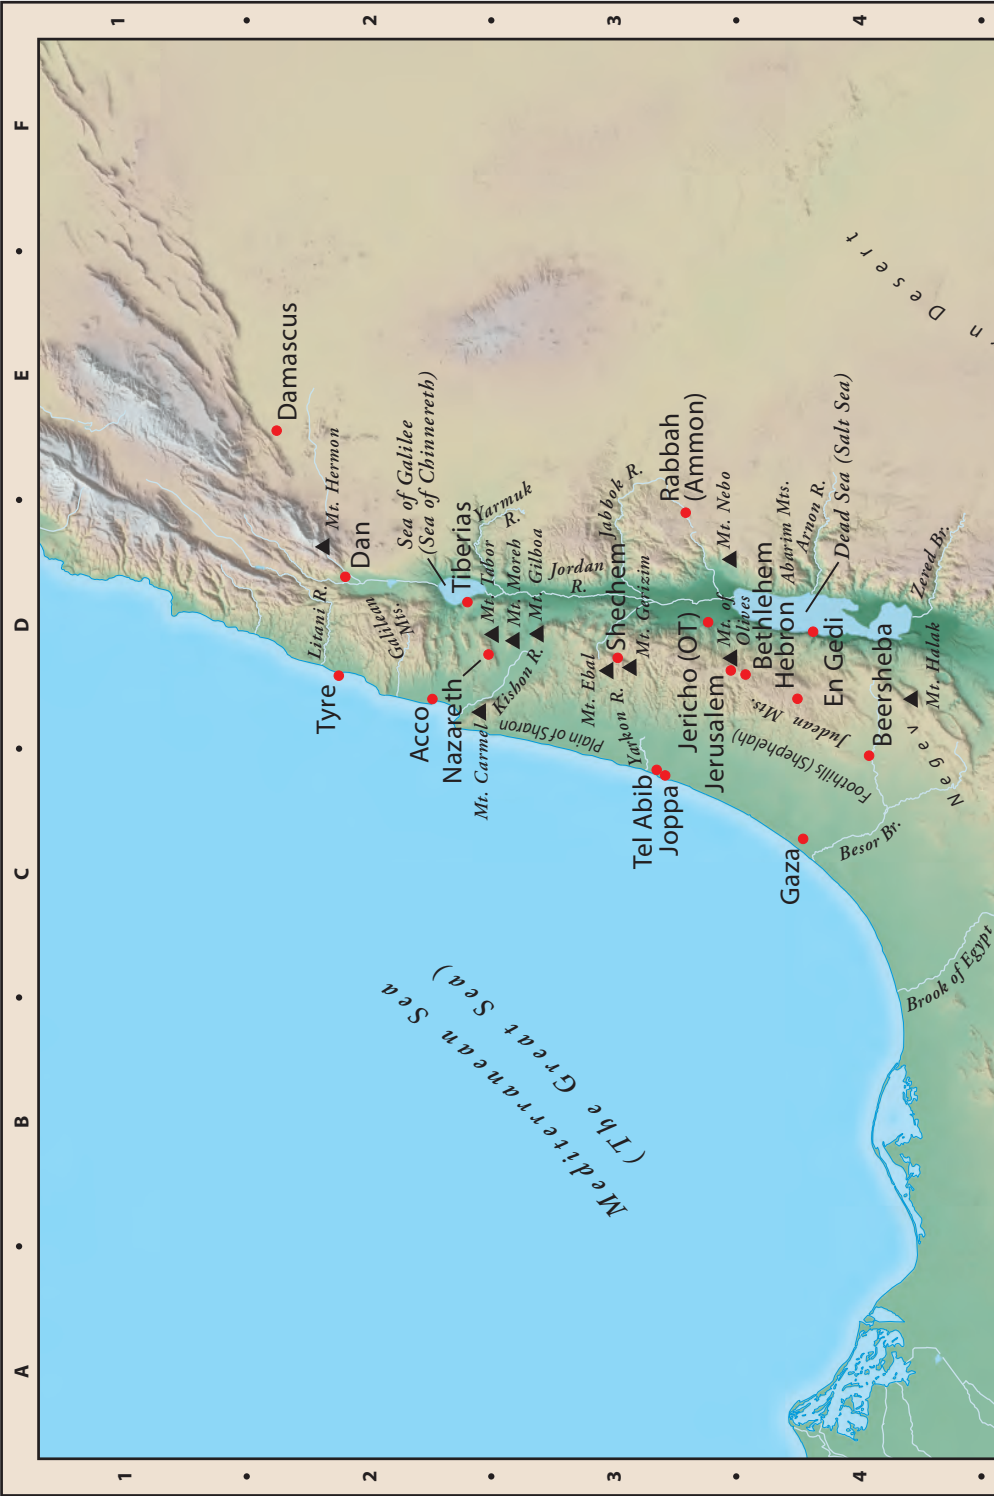 A
B
C
D
E
F
1
2
3
4
1
2
3
4
Damascus
Mt. Hermon
Dan
Litani R.
Tyre
Sea of Galilee
(Sea of Chinnereth)
Galilean
Mts.
Acco
Tiberias
Yarmuk
R.
Nazareth
Mt. Tabor
Mt. Moreh
Mt. Gilboa
Mt. Carmel
Kishon R.
Plain of Sharon
Jordan
R.
Mt. Ebal
Shechem
Jabbok R.
Mt. Gerizim
Yarkon R.
Tel Abib
Joppa
Rabbah
(Ammon)
Jericho (OT)
Mt. Nebo
Jerusalem
Mt. of
Olives
Bethlehem
Judean Mts.
Hebron
Abarim Mts.
Arnon R.
Dead Sea (Salt Sea)
En Gedi
Foothills (Shephelah)
Gaza
Beersheba
Besor Br.
Negev
Mt. Halak
Zered Br.
Brook of Egypt
Mediterranean Sea
(The Great Sea)
n Desert